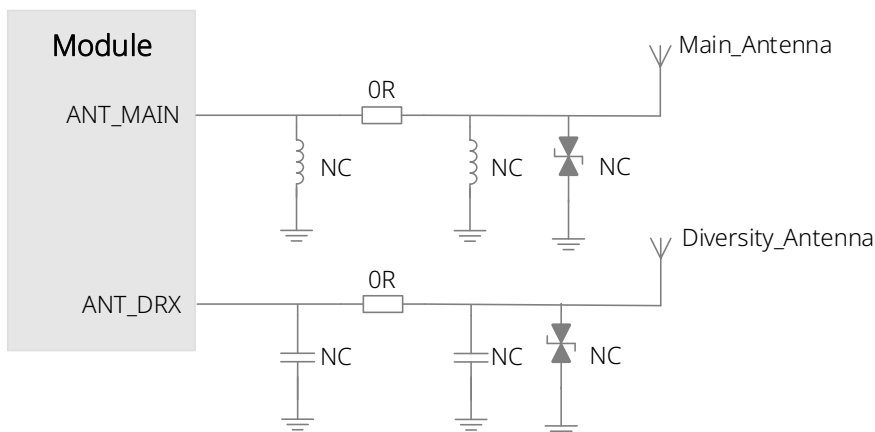 Module
Main_Antenna
0R
ANT_MAIN
NC
NC
NC
Diversity_Antenna
0R
ANT_DRX
NC
NC
NC